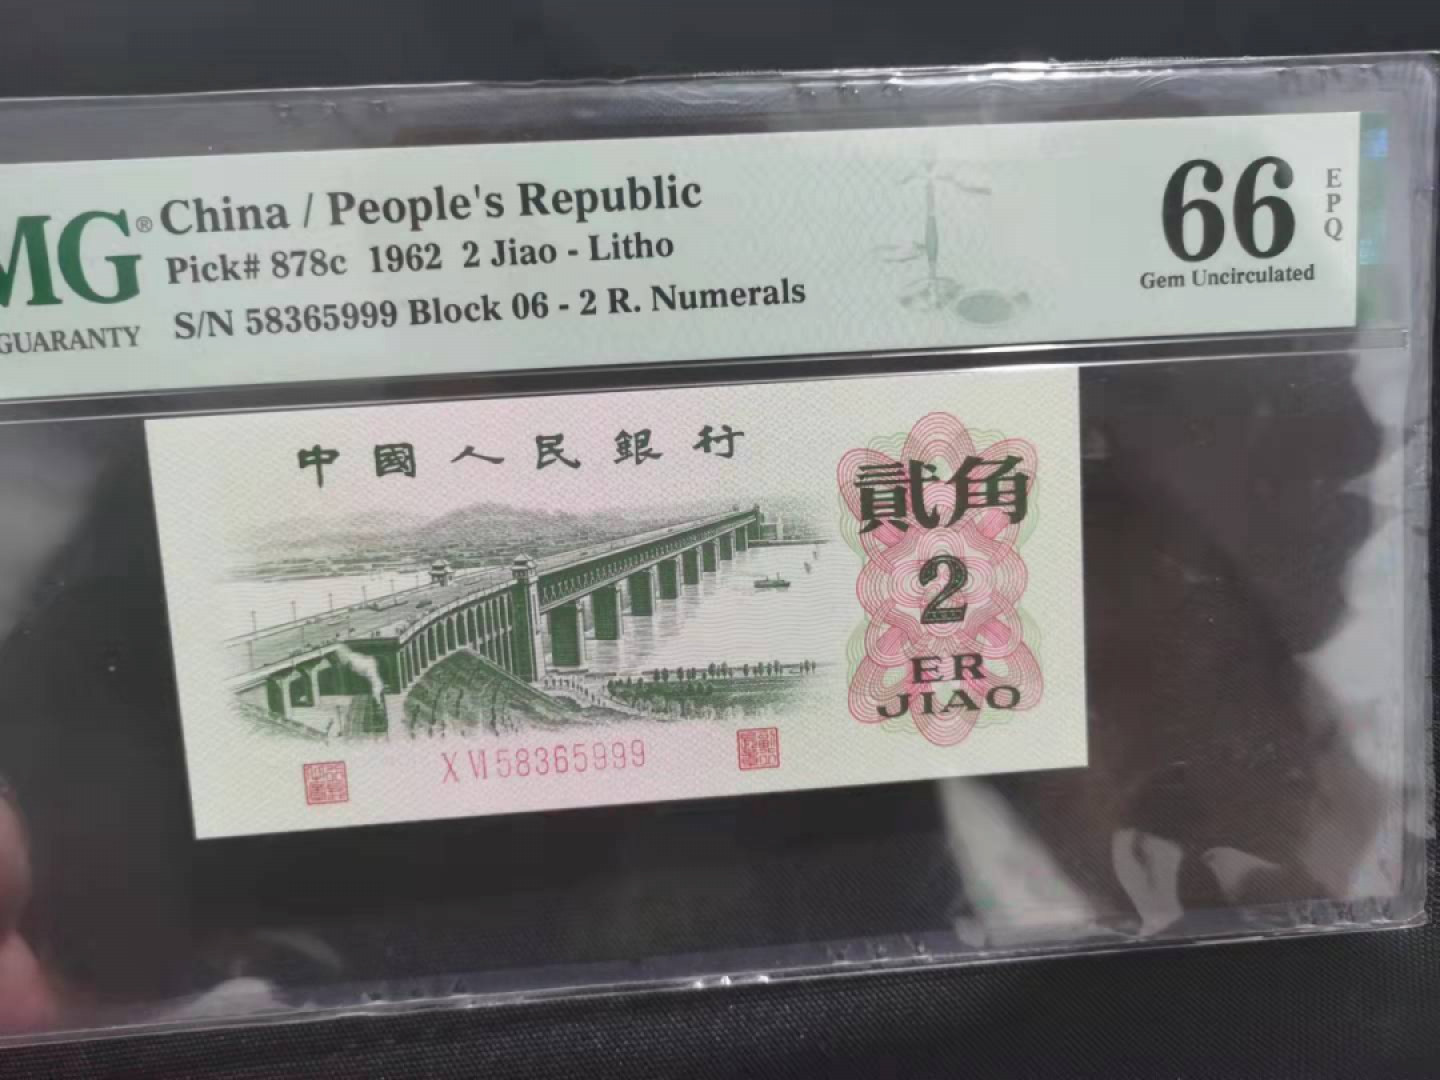 MG® China / People's Republic
Pick# 878c 1962 2 Jiao - Litho
GUARANTY S/N 58365999 Block 06 - 2 R. Numerals
66
EPQ
Gem Uncirculated
中國人民銀行
貳角
2
ER
JIAO
X VI 58365999